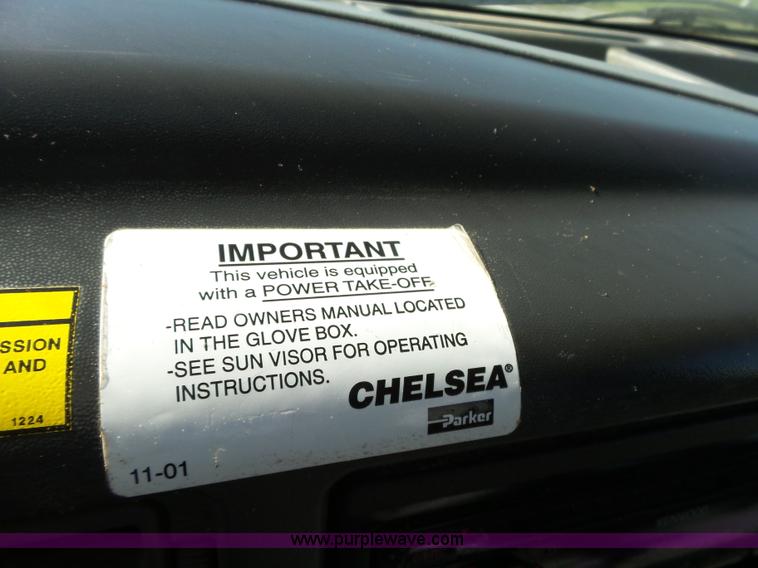 IMPORTANT
This vehicle is equipped
with a POWER TAKE-OFF
-READ OWNERS MANUAL LOCATED
IN THE GLOVE BOX.
-SEE SUN VISOR FOR OPERATING
INSTRUCTIONS.
CHELSEA®
Parker
11-01
SSION
AND
1224
www.purplewave.com